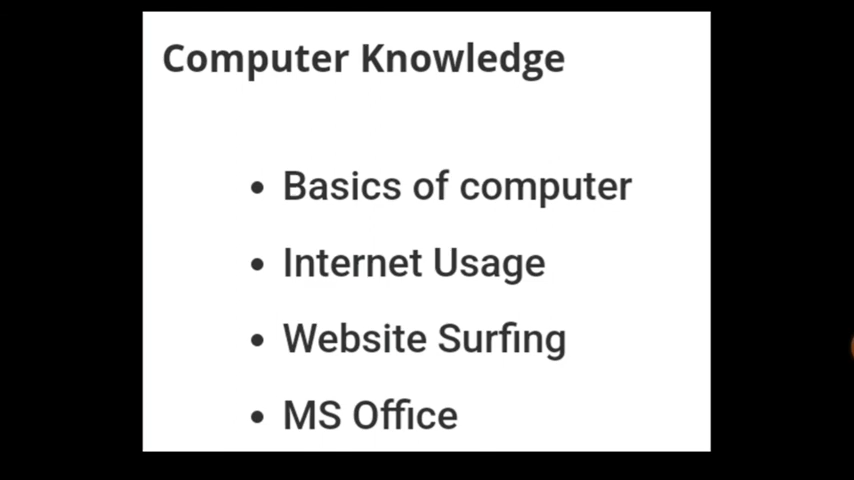 Computer Knowledge
• Basics of computer
• Internet Usage
• Website Surfing
• MS Office